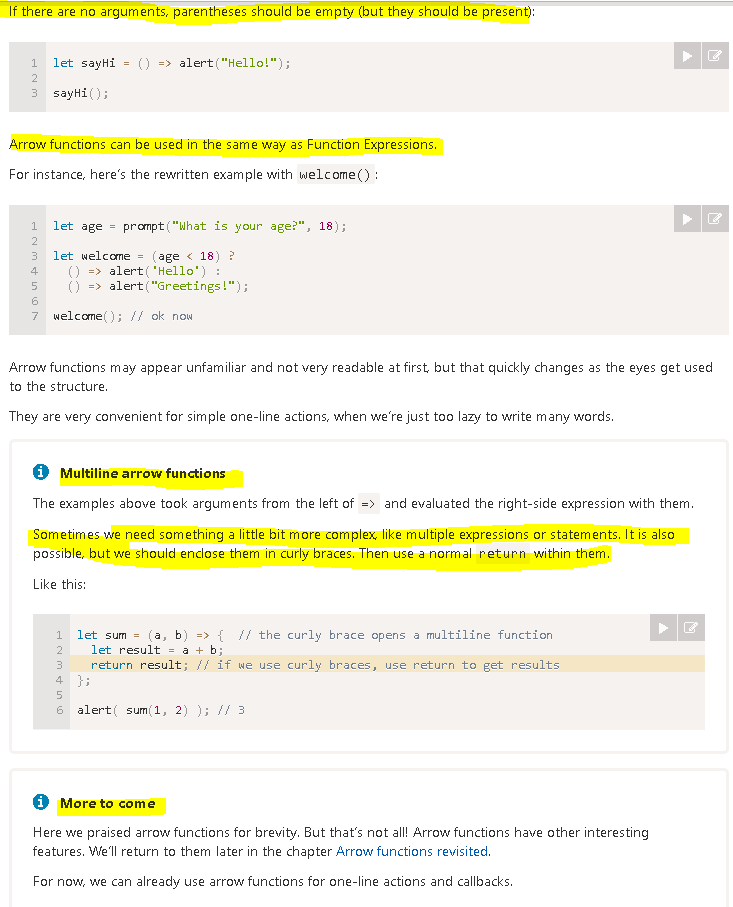 If there are no arguments, parentheses should be empty (but they should be present):
1 let sayHi = () => alert("Hello!");
2
3 sayHi();
Arrow functions can be used in the same way as Function Expressions.
For instance, here's the rewritten example with welcome() :
1 let age = prompt("What is your age?", 18);
2
3 let welcome = (age < 18) ?
4 () => alert('Hello') :
5 () => alert("Greetings!");
6
7 welcome(); // ok now
Arrow functions may appear unfamiliar and not very readable at first, but that quickly changes as the eyes get used
to the structure.
They are very convenient for simple one-line actions, when we're just too lazy to write many words.
Multiline arrow functions
The examples above took arguments from the left of => and evaluated the right-side expression with them.
Sometimes we need something a little bit more complex, like multiple expressions or statements. It is also
possible, but we should enclose them in curly braces. Then use a normal return within them.
Like this:
1 let sum = (a, b) => { // the curly brace opens a multiline function
2 let result = a + b;
3 return result; // if we use curly braces, use return to get results
4 };
5
6 alert( sum(1, 2) ); // 3
More to come
Here we praised arrow functions for brevity. But that's not all! Arrow functions have other interesting
features. We'll return to them later in the chapter Arrow functions revisited.
For now, we can already use arrow functions for one-line actions and callbacks.